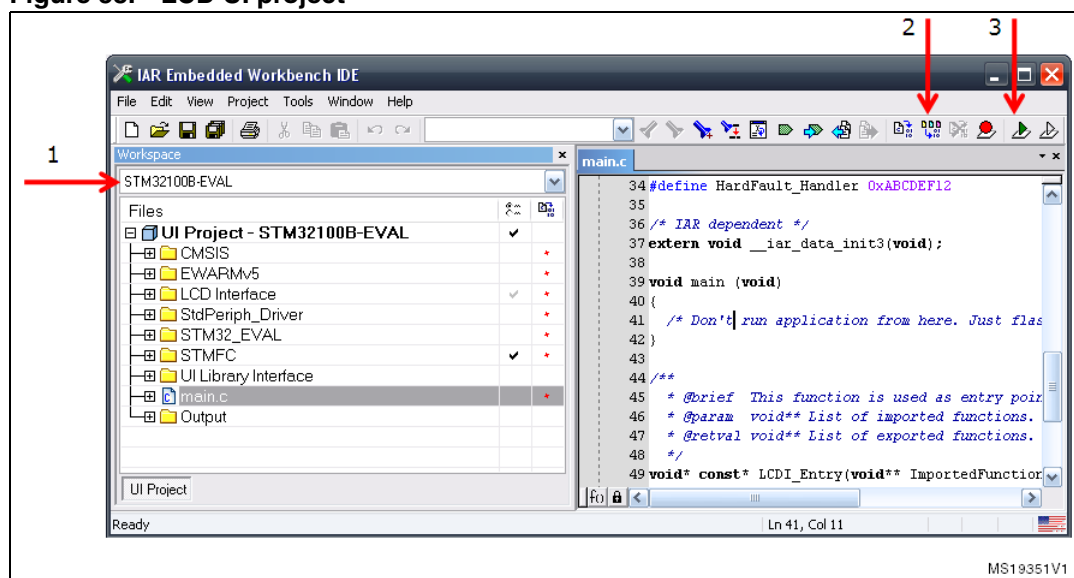 2 3
IAR Embedded Workbench IDE
File Edit View Project Tools Window Help
1
Workspace
main.c
STM32100B-EVAL
Files
UI Project - STM32100B-EVAL
CMSIS
EWARMv5
LCD Interface
StdPeriph_Driver
STM32_EVAL
STMFC
UI Library Interface
main.c
Output
UI Project
34 #define HardFault_Handler 0xABCDEF12
35
36 /* IAR dependent */
37 extern void __iar_data_init3(void);
38
39 void main (void)
40 {
41 /* Don't run application from here. Just flas
42 }
43
44 /**
45 * @brief This function is used as entry poin
46 * @param void** List of imported functions.
47 * @retval void** List of exported functions.
48 */
49 void* const* LCDI_Entry(void** ImportedFunction
Ready
Ln 41, Col 11
MS19351V1